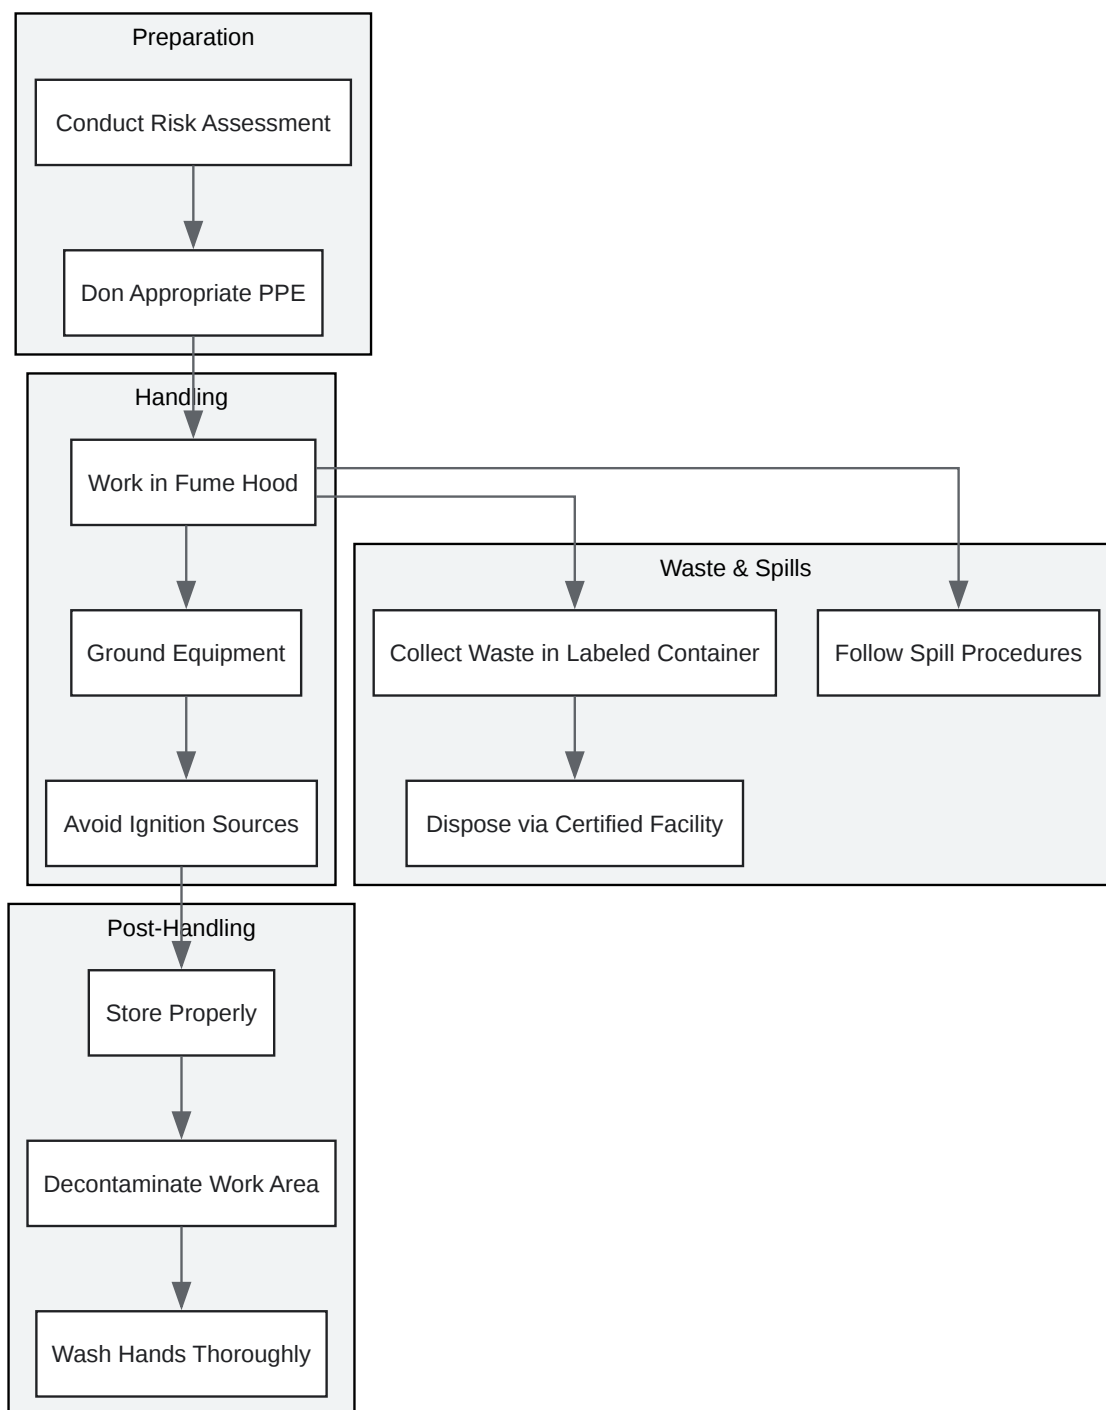 Preparation
Conduct Risk Assessment
Don Appropriate PPE
Handling
Work in Fume Hood
Ground Equipment
Avoid Ignition Sources
Waste & Spills
Collect Waste in Labeled Container
Follow Spill Procedures
Dispose via Certified Facility
Post-Handling
Store Properly
Decontaminate Work Area
Wash Hands Thoroughly